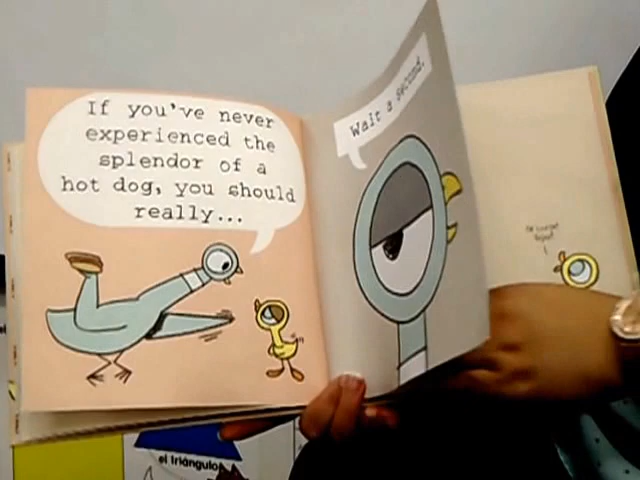 If you've never
experienced the
splendor of a
hot dog, you should
really...
Wait a second.
el triángulo